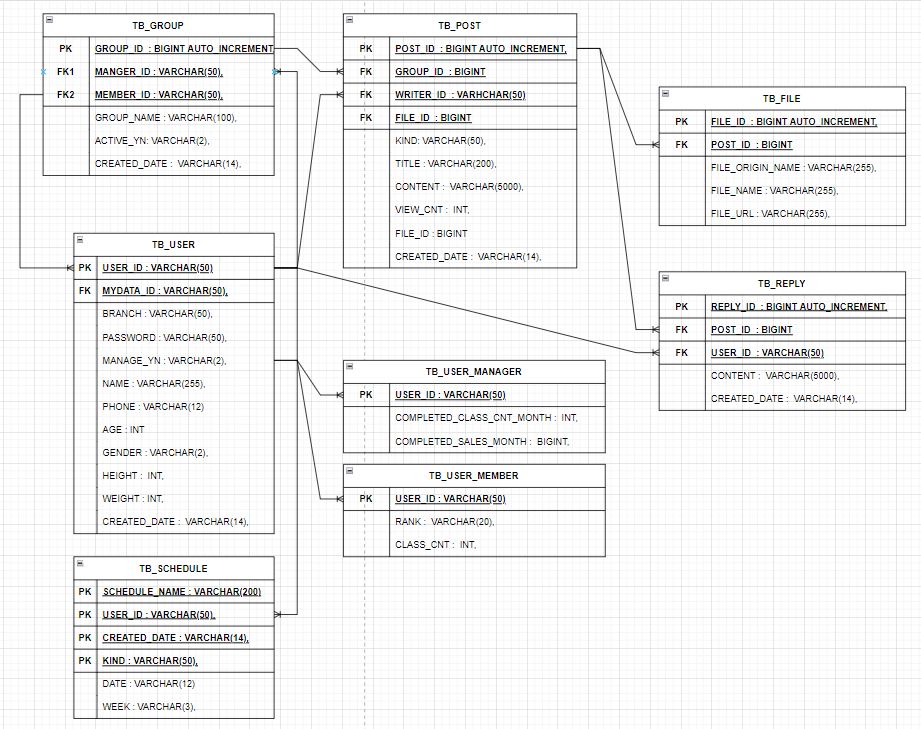 TB_GROUP
PK GROUP_ID : BIGINT AUTO_INCREMENT
FK1 MANGER_ID : VARCHAR(50),
FK2 MEMBER_ID : VARCHAR(50),
GROUP_NAME : VARCHAR(100),
ACTIVE_YN: VARCHAR(2),
CREATED_DATE : VARCHAR(14),
TB_POST
PK POST_ID : BIGINT AUTO_INCREMENT,
FK GROUP_ID : BIGINT
FK WRITER_ID : VARHCHAR(50)
FK FILE_ID : BIGINT
KIND: VARCHAR(50),
TITLE : VARCHAR(200),
CONTENT : VARCHAR(5000),
VIEW_CNT : INT,
FILE_ID : BIGINT
CREATED_DATE : VARCHAR(14),
TB_FILE
PK FILE_ID : BIGINT AUTO_INCREMENT,
FK POST_ID : BIGINT
FILE_ORIGIN_NAME : VARCHAR(255),
FILE_NAME : VARCHAR(255),
FILE_URL : VARCHAR(255),
TB_USER
PK USER_ID : VARCHAR(50)
FK MYDATA_ID : VARCHAR(50),
BRANCH : VARCHAR(50),
PASSWORD : VARCHAR(50),
MANAGE_YN : VARCHAR(2),
NAME : VARCHAR(255),
PHONE : VARCHAR(12)
AGE : INT
GENDER : VARCHAR(2),
HEIGHT : INT,
WEIGHT : INT,
CREATED_DATE : VARCHAR(14),
TB_REPLY
PK REPLY_ID : BIGINT AUTO_INCREMENT,
FK POST_ID : BIGINT
FK USER_ID : VARCHAR(50)
CONTENT : VARCHAR(5000),
CREATED_DATE : VARCHAR(14),
TB_USER_MANAGER
PK USER_ID : VARCHAR(50)
COMPLETED_CLASS_CNT_MONTH : INT,
COMPLETED_SALES_MONTH : BIGINT,
TB_USER_MEMBER
PK USER_ID : VARCHAR(50)
RANK : VARCHAR(20),
CLASS_CNT : INT,
TB_SCHEDULE
PK SCHEDULE_NAME : VARCHAR(200)
PK USER_ID : VARCHAR(50),
PK CREATED_DATE : VARCHAR(14),
PK KIND : VARCHAR(50),
DATE : VARCHAR(12)
WEEK : VARCHAR(3),